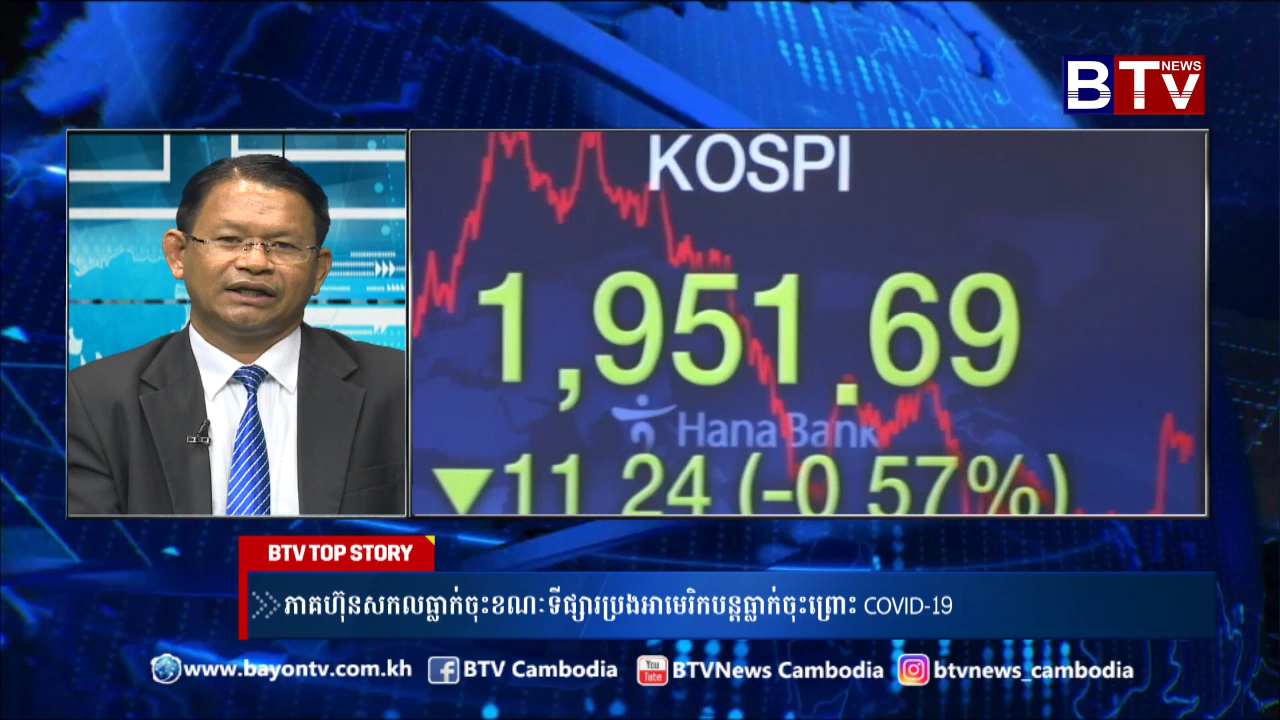 BTV NEWS
KOSPI
1,951.69
Hana Bank
▼11.24 (-0.57%)
BTV TOP STORY
ភាគហ៊ុនសកលធ្លាក់ចុះខណៈទីផ្សារប្រេងអាមេរិកបន្តធ្លាក់ចុះព្រោះ COVID-19
www.bayontv.com.kh BTV Cambodia You Tube BTVNews Cambodia btvnews_cambodia